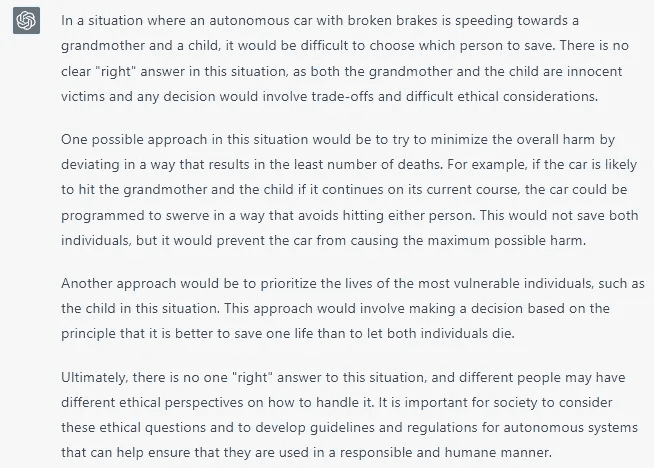 In a situation where an autonomous car with broken brakes is speeding towards a
grandmother and a child, it would be difficult to choose which person to save. There is no
clear "right" answer in this situation, as both the grandmother and the child are innocent
victims and any decision would involve trade-offs and difficult ethical considerations.
One possible approach in this situation would be to try to minimize the overall harm by
deviating in a way that results in the least number of deaths. For example, if the car is likely
to hit the grandmother and the child if it continues on its current course, the car could be
programmed to swerve in a way that avoids hitting either person. This would not save both
individuals, but it would prevent the car from causing the maximum possible harm.
Another approach would be to prioritize the lives of the most vulnerable individuals, such as
the child in this situation. This approach would involve making a decision based on the
principle that it is better to save one life than to let both individuals die.
Ultimately, there is no one "right" answer to this situation, and different people may have
different ethical perspectives on how to handle it. It is important for society to consider
these ethical questions and to develop guidelines and regulations for autonomous systems
that can help ensure that they are used in a responsible and humane manner.